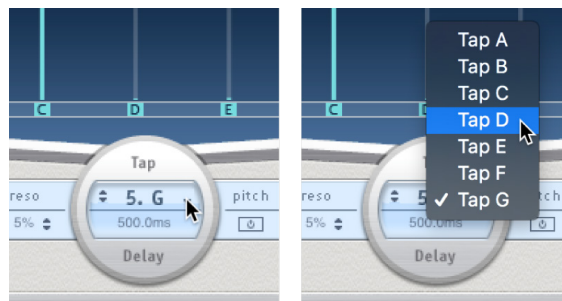 C D E
Tap
reso 5. G pitch
5% 500.0ms
Delay
Tap A
Tap B
Tap C
Tap D
Tap E
Tap F
✓ Tap G
C
reso 5
5% 500.0ms
Delay